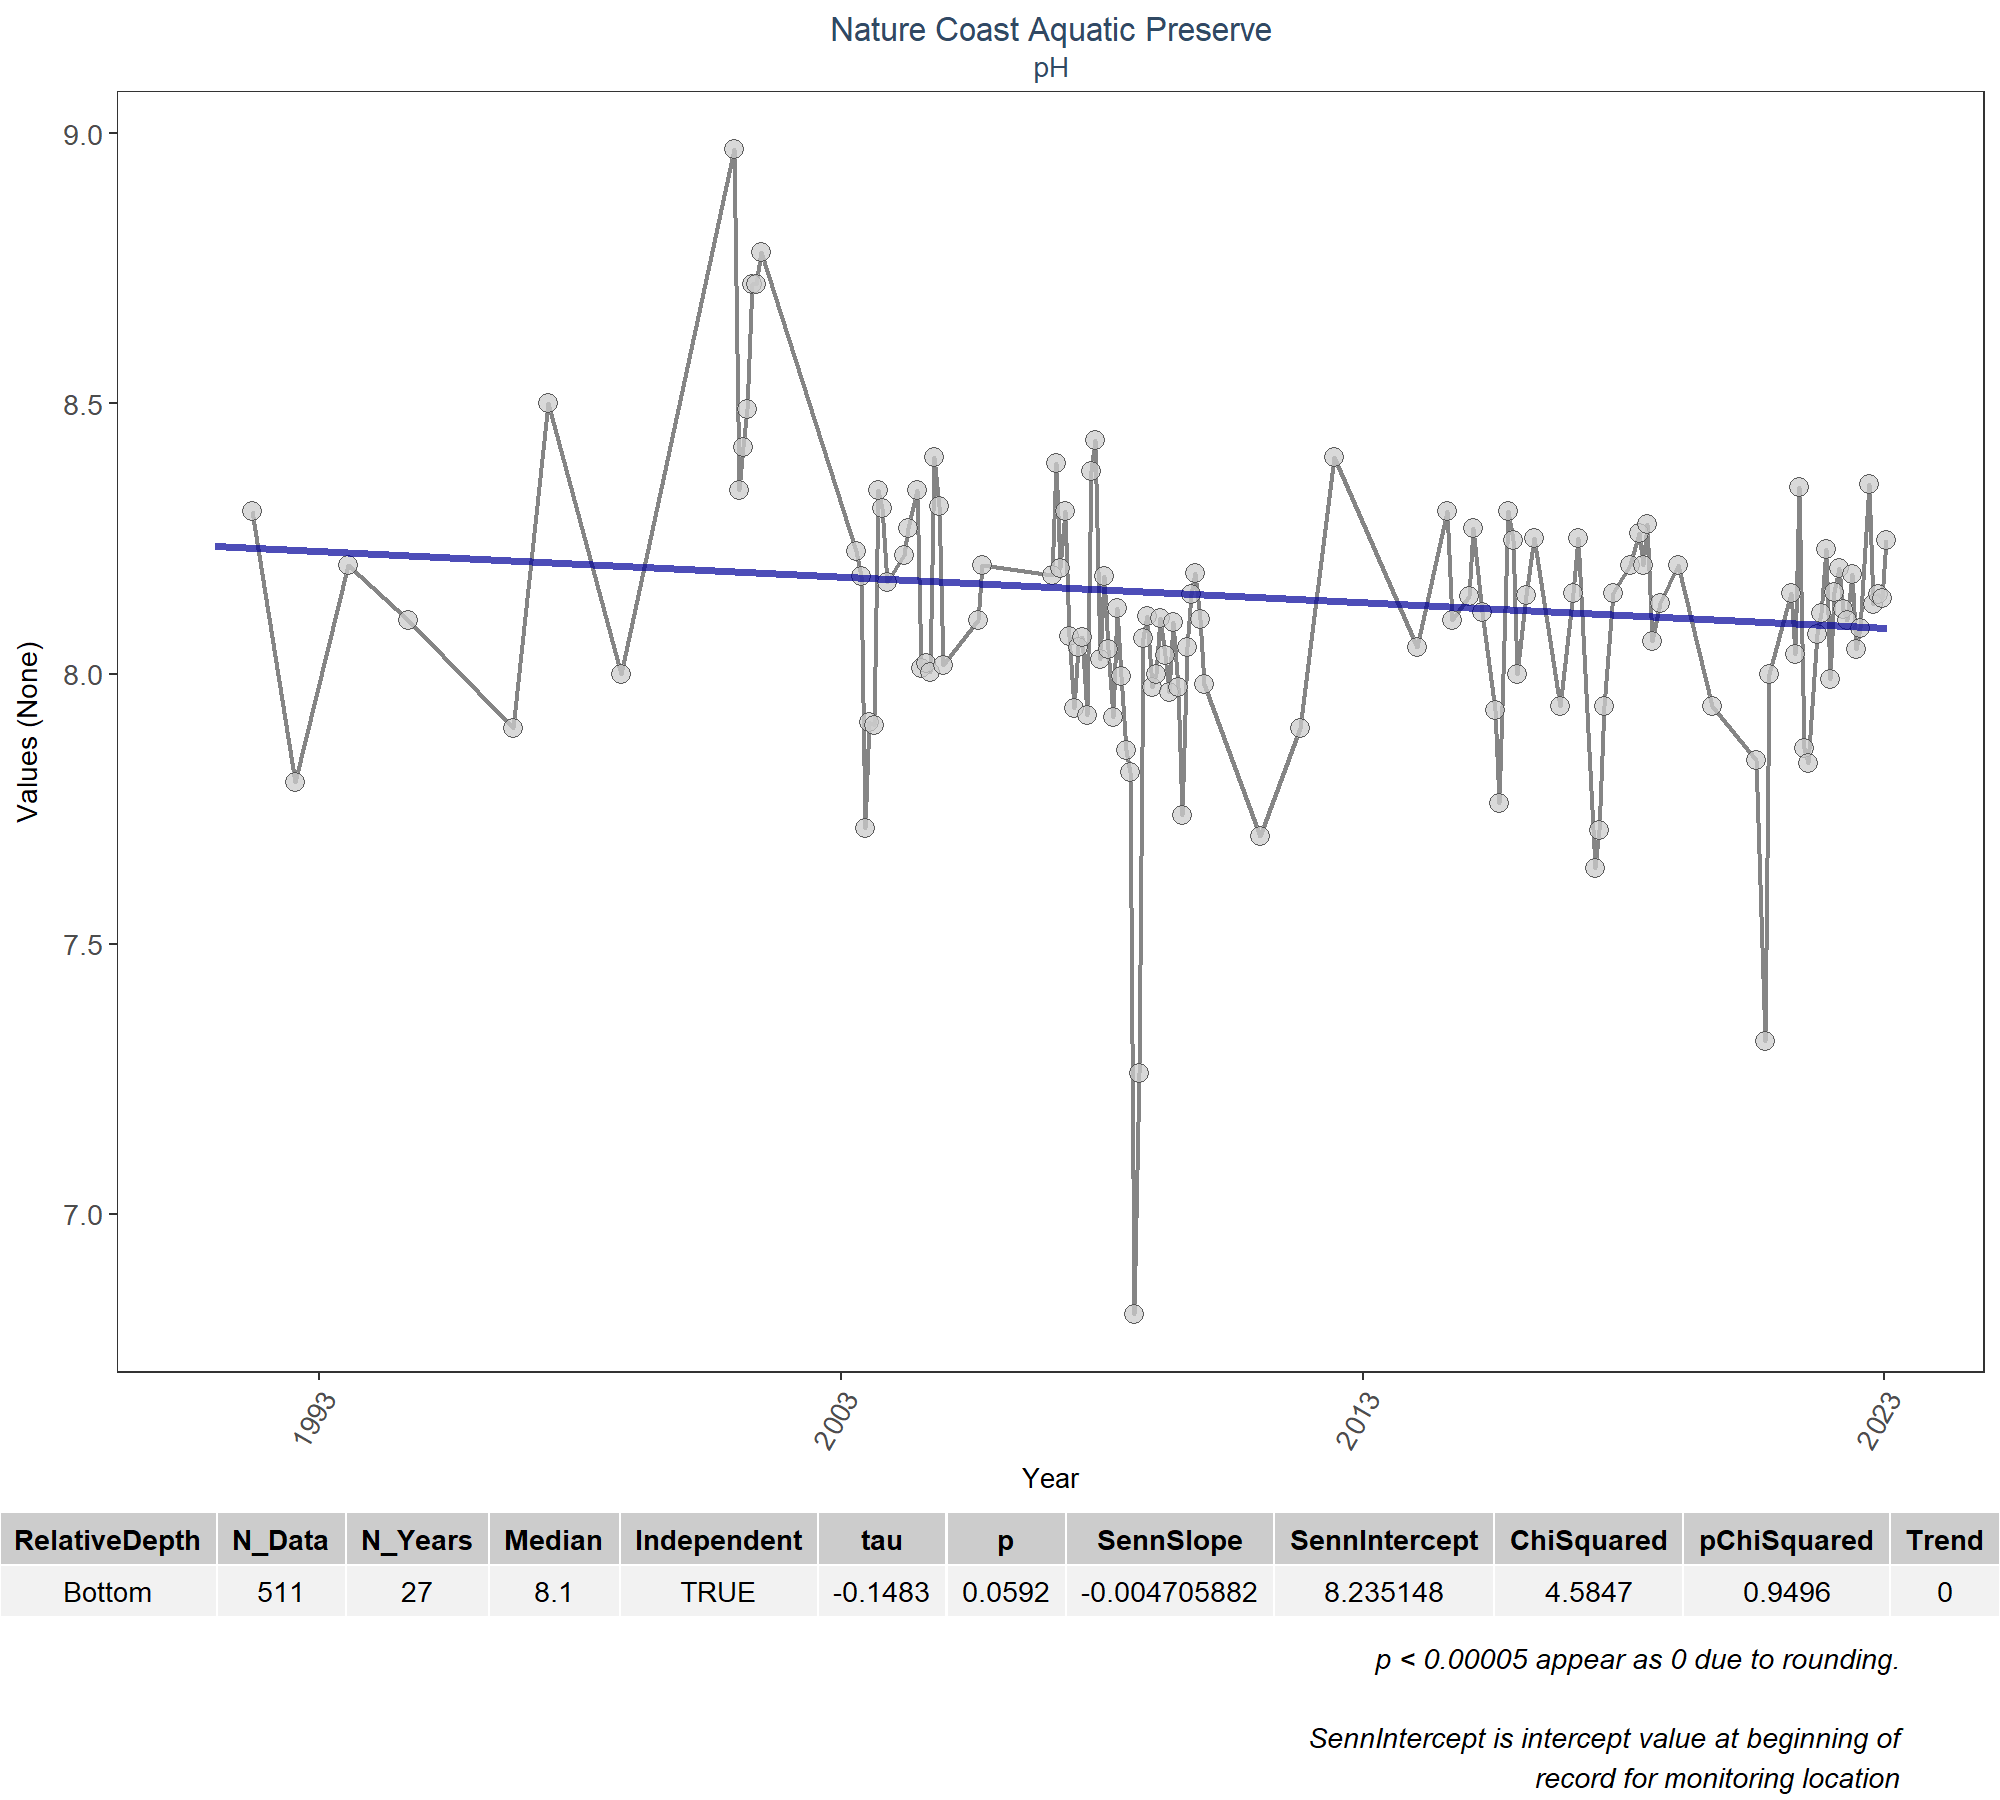 Nature Coast Aquatic Preserve
pH
9.0
8.5
8.0
7.5
7.0
Values (None)
1993
2003
2013
2023
Year
RelativeDepth N_Data N_Years Median Independent tau p SennSlope SennIntercept ChiSquared pChiSquared Trend
Bottom 511 27 8.1 TRUE -0.1483 0.0592 -0.004705882 8.235148 4.5847 0.9496 0
p < 0.00005 appear as 0 due to rounding.
SennIntercept is intercept value at beginning of
record for monitoring location